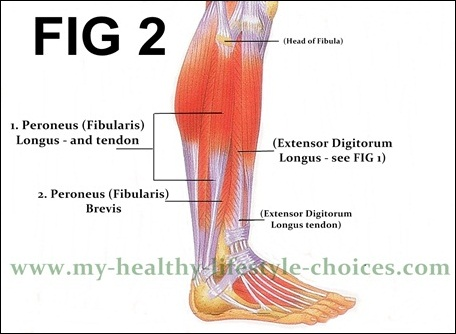 FIG 2
(Head of Fibula)
1. Peroneus (Fibularis)
Longus - and tendon
(Extensor Digitorum
Longus - see FIG 1)
2. Peroneus (Fibularis)
Brevis
(Extensor Digitorum
Longus tendon)
www.my-healthy-lifestyle-choices.com